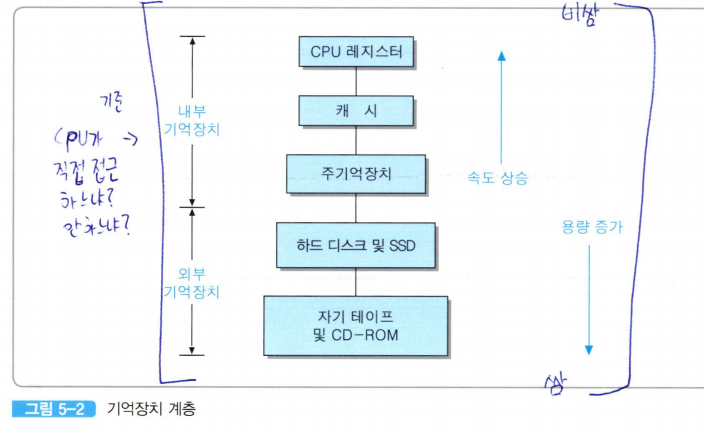 비쌈
CPU 레지스터
기준
CPU가 ->
직접 접근
하느냐?
안하느냐?
내부
기억장치
캐 시
주기억장치
속도 상승
용량 증가
하드 디스크 및 SSD
외부
기억장치
자기 테이프
및 CD-ROM
쌈
그림 5-2 기억장치 계층